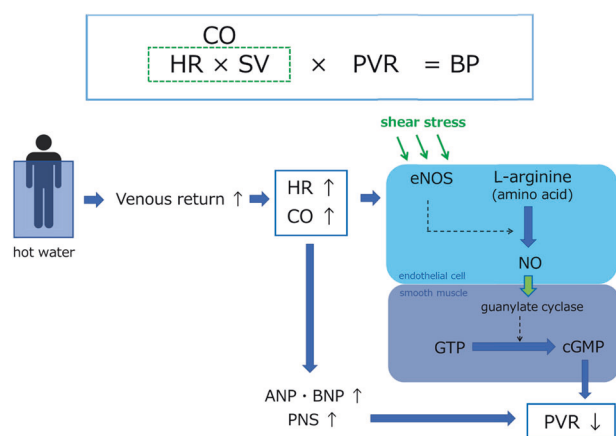 CO
HR × SV × PVR = BP
shear stress
eNOS
L-arginine
(amino acid)
hot water
Venous return ↑
HR ↑
CO ↑
NO
endothelial cell
smooth muscle
guanylate cyclase
GTP
cGMP
ANP・BNP ↑
PNS ↑
PVR ↓